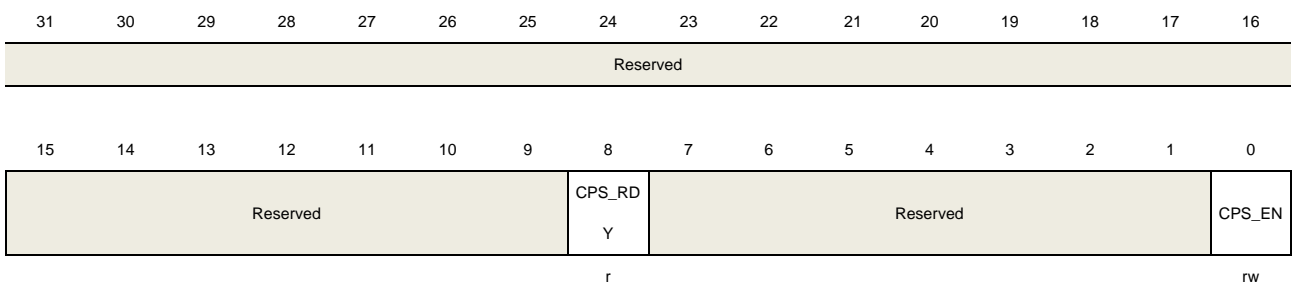 31 30 29 28 27 26 25 24 23 22 21 20 19 18 17 16
Reserved
15 14 13 12 11 10 9 8 7 6 5 4 3 2 1 0
Reserved CPS_RD Reserved CPS_EN
Y
r rw